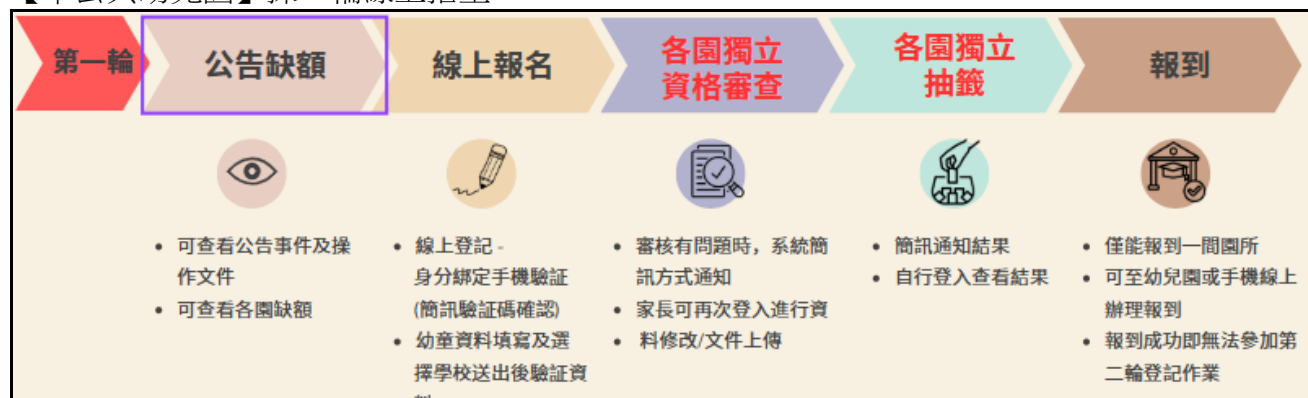 第一輪
公告缺額
線上報名
各園獨立
資格審查
各園獨立
抽籤
報到
• 可查看公告事件及操
作文件
• 可查看各園缺額
• 線上登記 -
身分綁定手機驗証
(簡訊驗証碼確認)
• 幼童資料填寫及選
擇學校送出後驗証資
• 審核有問題時，系統簡
訊方式通知
• 家長可再次登入進行資
• 料修改/文件上傳
• 簡訊通知結果
• 自行登入查看結果
• 僅能報到一間園所
• 可至幼兒園或手機線上
辦理報到
• 報到成功即無法參加第
二輪登記作業